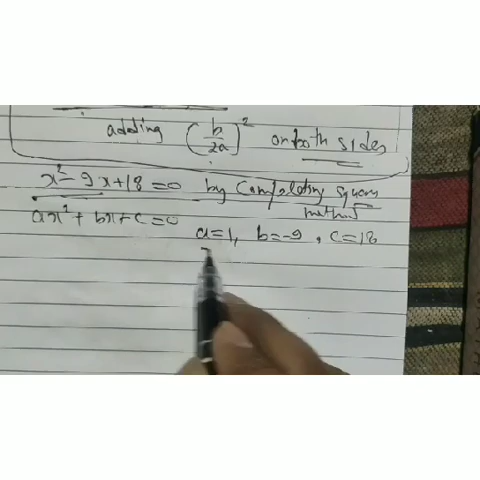 adding (b/2a)² on both sides
x² - 9x + 18 = 0 by Completing square method
ax² + bx + c = 0
a=1, b=-9, c=18